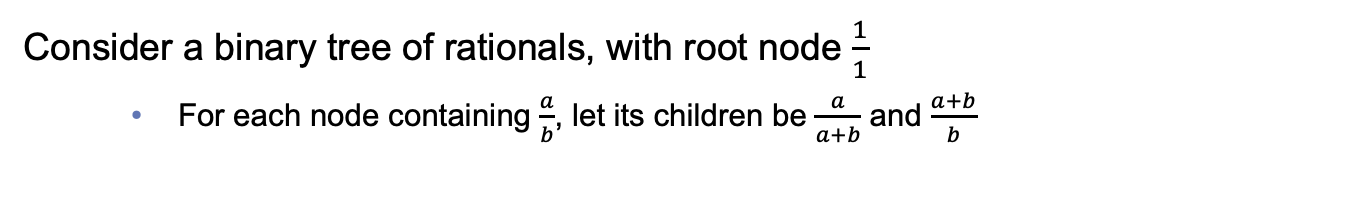 Consider a binary tree of rationals, with root node 1/1
• For each node containing a/b, let its children be a/a+b and a+b/b